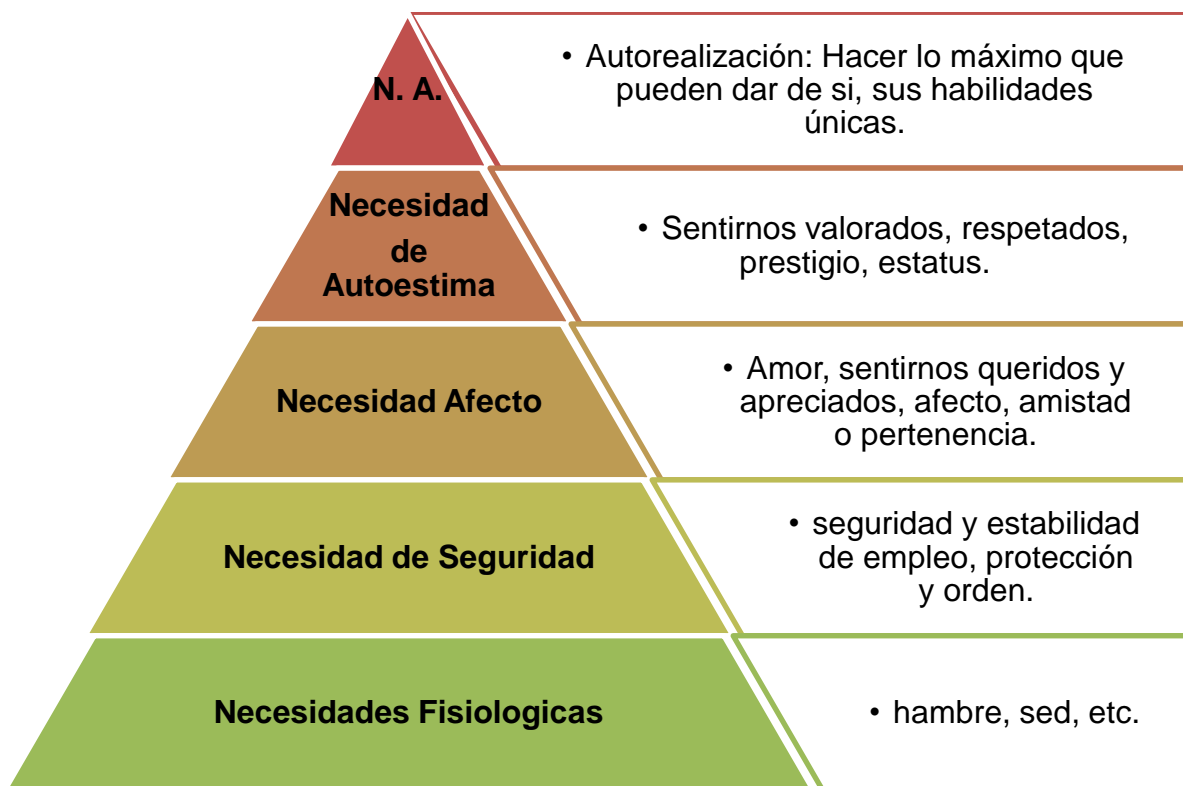 N. A.
• Autorealización: Hacer lo máximo que
pueden dar de si, sus habilidades
únicas.
Necesidad
de
Autoestima
• Sentirnos valorados, respetados,
prestigio, estatus.
Necesidad Afecto
• Amor, sentirnos queridos y
apreciados, afecto, amistad
o pertenencia.
Necesidad de Seguridad
• seguridad y estabilidad
de empleo, protección
y orden.
Necesidades Fisiologicas
• hambre, sed, etc.